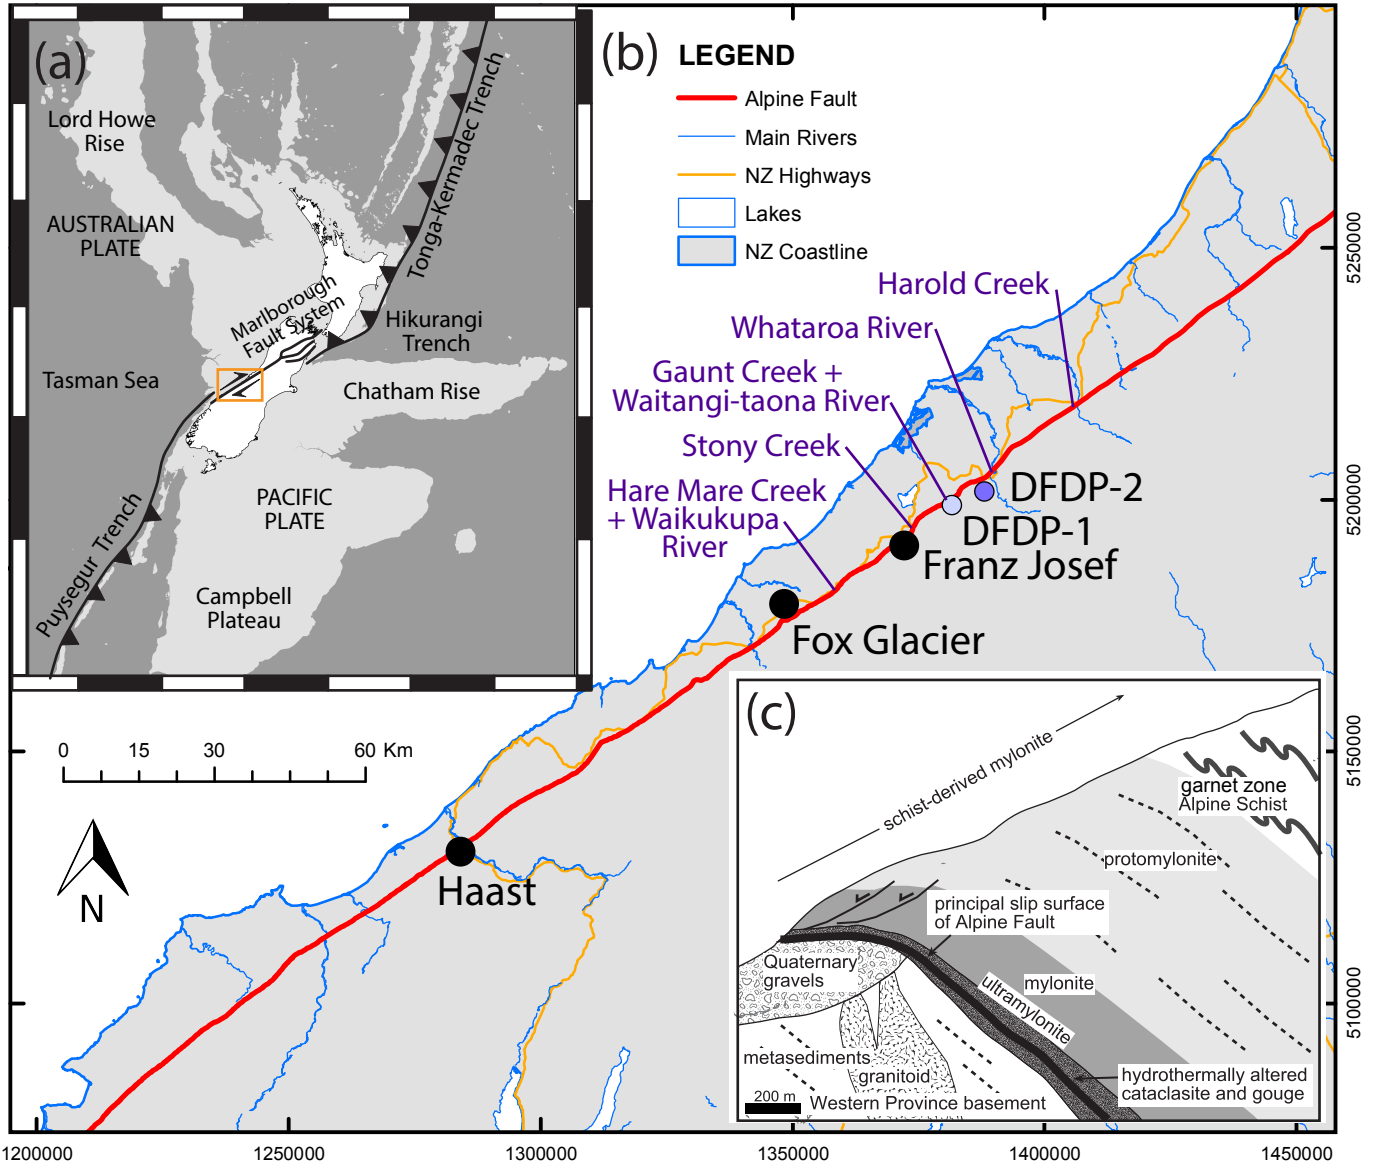 (a)
Lord Howe
Rise
AUSTRALIAN
PLATE
Tonga-Kermadec Trench
Marlborough
Fault System
Hikurangi
Trench
Tasman Sea
Chatham Rise
PACIFIC
PLATE
Puysegur Trench
Campbell
Plateau
(b)
LEGEND
Alpine Fault
Main Rivers
NZ Highways
Lakes
NZ Coastline
Harold Creek
Whataroa River
Gaunt Creek +
Waitangi-taona River
Stony Creek
Hare Mare Creek
+ Waikukupa
River
DFDP-2
DFDP-1
Franz Josef
Fox Glacier
Haast
0 15 30 60 Km
N
(c)
schist-derived mylonite
garnet zone
Alpine Schist
protomylonite
principal slip surface
of Alpine Fault
Quaternary
gravels
mylonite
ultramylonite
metasediments
granitoid
hydrothermally altered
cataclasite and gouge
200 m
Western Province basement
5250000
5200000
5150000
5100000
1200000 1250000 1300000 1350000 1400000 1450000